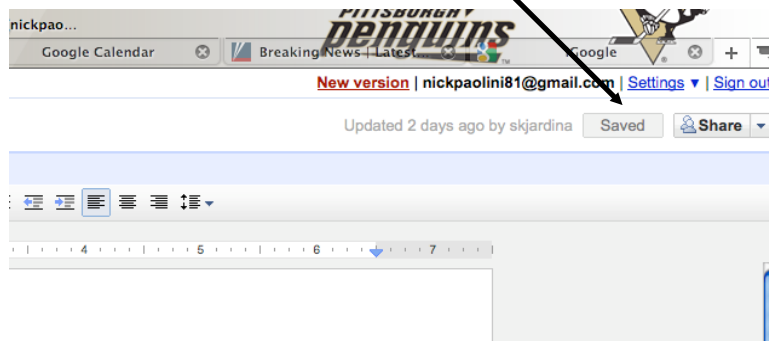 PITTSBURGH
penguins
nickpao...
Google Calendar Breaking News | Latest... iGoogle +
New version | nickpaolini81@gmail.com | Settings ▼ | Sign out
Updated 2 days ago by skjardina Saved Share
4 5 6 7